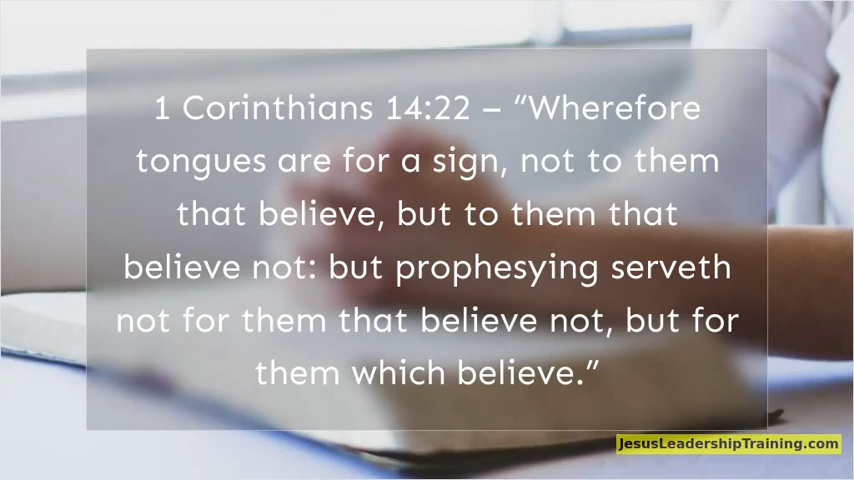 1 Corinthians 14:22 – “Wherefore
tongues are for a sign, not to them
that believe, but to them that
believe not: but prophesying serveth
not for them that believe not, but for
them which believe.”
JesusLeadershipTraining.com